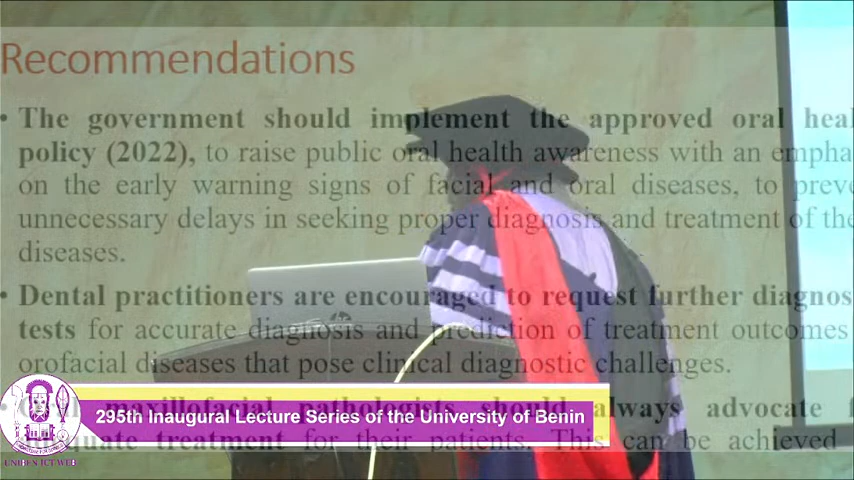 Recommendations
• The government should implement the approved oral heal
policy (2022), to raise public oral health awareness with an empha
on the early warning signs of facial and oral diseases, to preve
unnecessary delays in seeking proper diagnosis and treatment of the
diseases.
• Dental practitioners are encouraged to request further diagnos
tests for accurate diagnosis and prediction of treatment outcomes
orofacial diseases that pose clinical diagnostic challenges.
• maxillofacial pathologists should always advocate f
treatment for their patients. This can be achieved
295th Inaugural Lecture Series of the University of Benin
UNIBEN ICT WEB